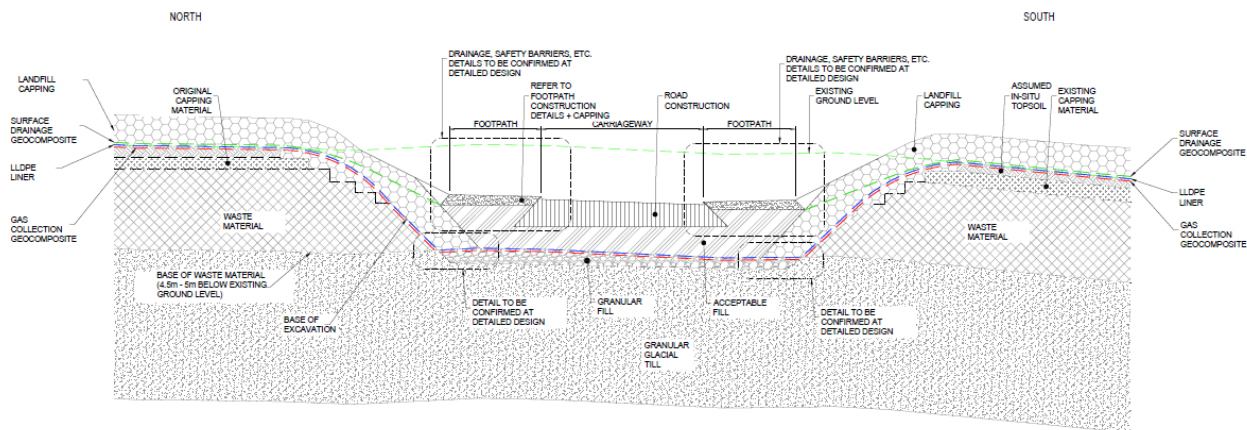 NORTH
SOUTH
DRAINAGE, SAFETY BARRIERS, ETC.
DETAILS TO BE CONFIRMED AT
DETAILED DESIGN
DRAINAGE, SAFETY BARRIERS, ETC.
DETAILS TO BE CONFIRMED AT
DETAILED DESIGN
LANDFILL
CAPPING
ORIGINAL
CAPPING
MATERIAL
REFER TO
FOOTPATH
CONSTRUCTION
DETAILS + CAPPING
ROAD
CONSTRUCTION
EXISTING
GROUND LEVEL
LANDFILL
CAPPING
ASSUMED
IN-SITU
TOPSOIL
EXISTING
CAPPING
MATERIAL
SURFACE
DRAINAGE
GEOCOMPOSITE
FOOTPATH
CARRIAGEWAY
FOOTPATH
SURFACE
DRAINAGE
GEOCOMPOSITE
LLDPE
LINER
LLDPE
LINER
GAS
COLLECTION
GEOCOMPOSITE
WASTE
MATERIAL
WASTE
MATERIAL
GAS
COLLECTION
GEOCOMPOSITE
BASE OF WASTE MATERIAL
(4.5m - 5m BELOW EXISTING
GROUND LEVEL)
BASE OF
EXCAVATION
DETAIL TO BE
CONFIRMED AT
DETAILED DESIGN
GRANULAR
FILL
ACCEPTABLE
FILL
DETAIL TO BE
CONFIRMED AT
DETAILED DESIGN
GRANULAR
GLACIAL
TILL